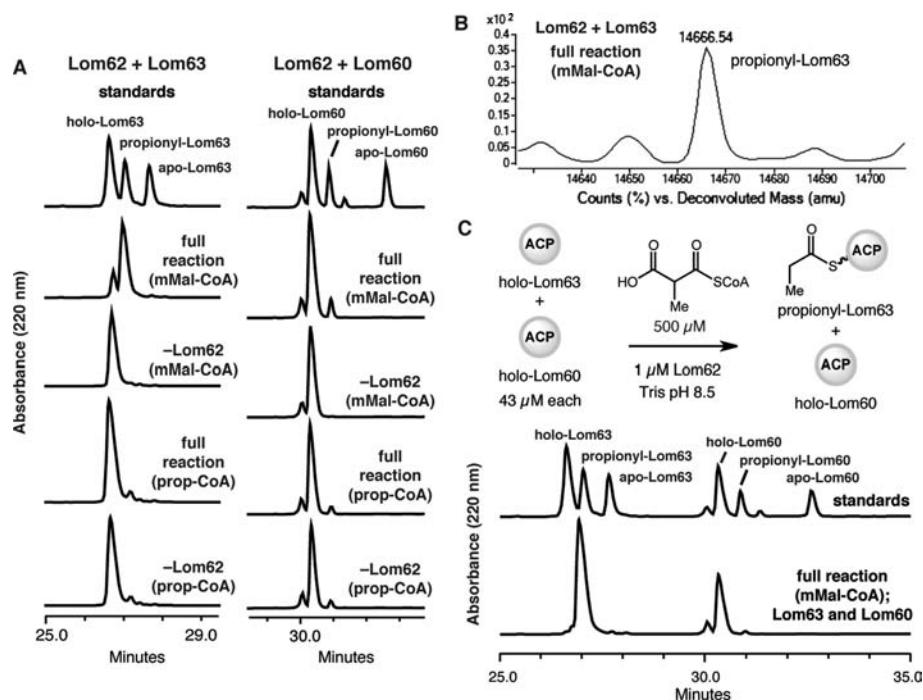 A
Lom62 + Lom63
standards
holo-Lom63
propionyl-Lom63
apo-Lom63
full
reaction
(mMal-CoA)
–Lom62
(mMal-CoA)
full
reaction
(prop-CoA)
–Lom62
(prop-CoA)
25.0
29.0
Minutes
Absorbance (220 nm)
Lom62 + Lom60
standards
holo-Lom60
propionyl-Lom60
apo-Lom60
full
reaction
(mMal-CoA)
–Lom62
(mMal-CoA)
full
reaction
(prop-CoA)
–Lom62
(prop-CoA)
30.0
Minutes
B
x10²
Lom62 + Lom63
full reaction
(mMal-CoA)
14666.54
propionyl-Lom63
0.4
0.35
0.3
0.25
0.2
0.15
0.1
0.05
0
14640
14650
14660
14670
14680
14690
14700
Counts (%) vs. Deconvoluted Mass (amu)
C
ACP
holo-Lom63
+
ACP
holo-Lom60
43 µM each
O
O
HO
SCoA
Me
500 µM
1 µM Lom62
Tris pH 8.5
O
S
ACP
Me
propionyl-Lom63
+
ACP
holo-Lom60
holo-Lom63
propionyl-Lom63
apo-Lom63
holo-Lom60
propionyl-Lom60
apo-Lom60
standards
full reaction
(mMal-CoA);
Lom63 and Lom60
Absorbance (220 nm)
25.0
30.0
35.0
Minutes